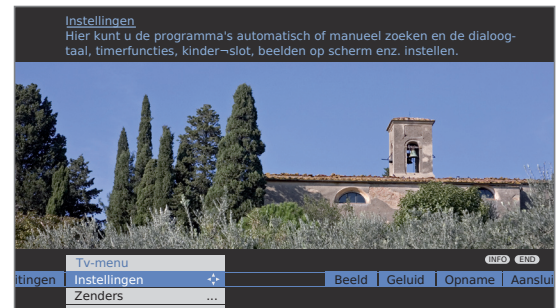 Instellingen
Hier kunt u de programma's automatisch of manueel zoeken en de dialoog-
taal, timerfuncties, kinder¬slot, beelden op scherm enz. instellen.
INFO END
Tv-menu
itingen Instellingen Beeld Geluid Opname Aanslui
Zenders ...